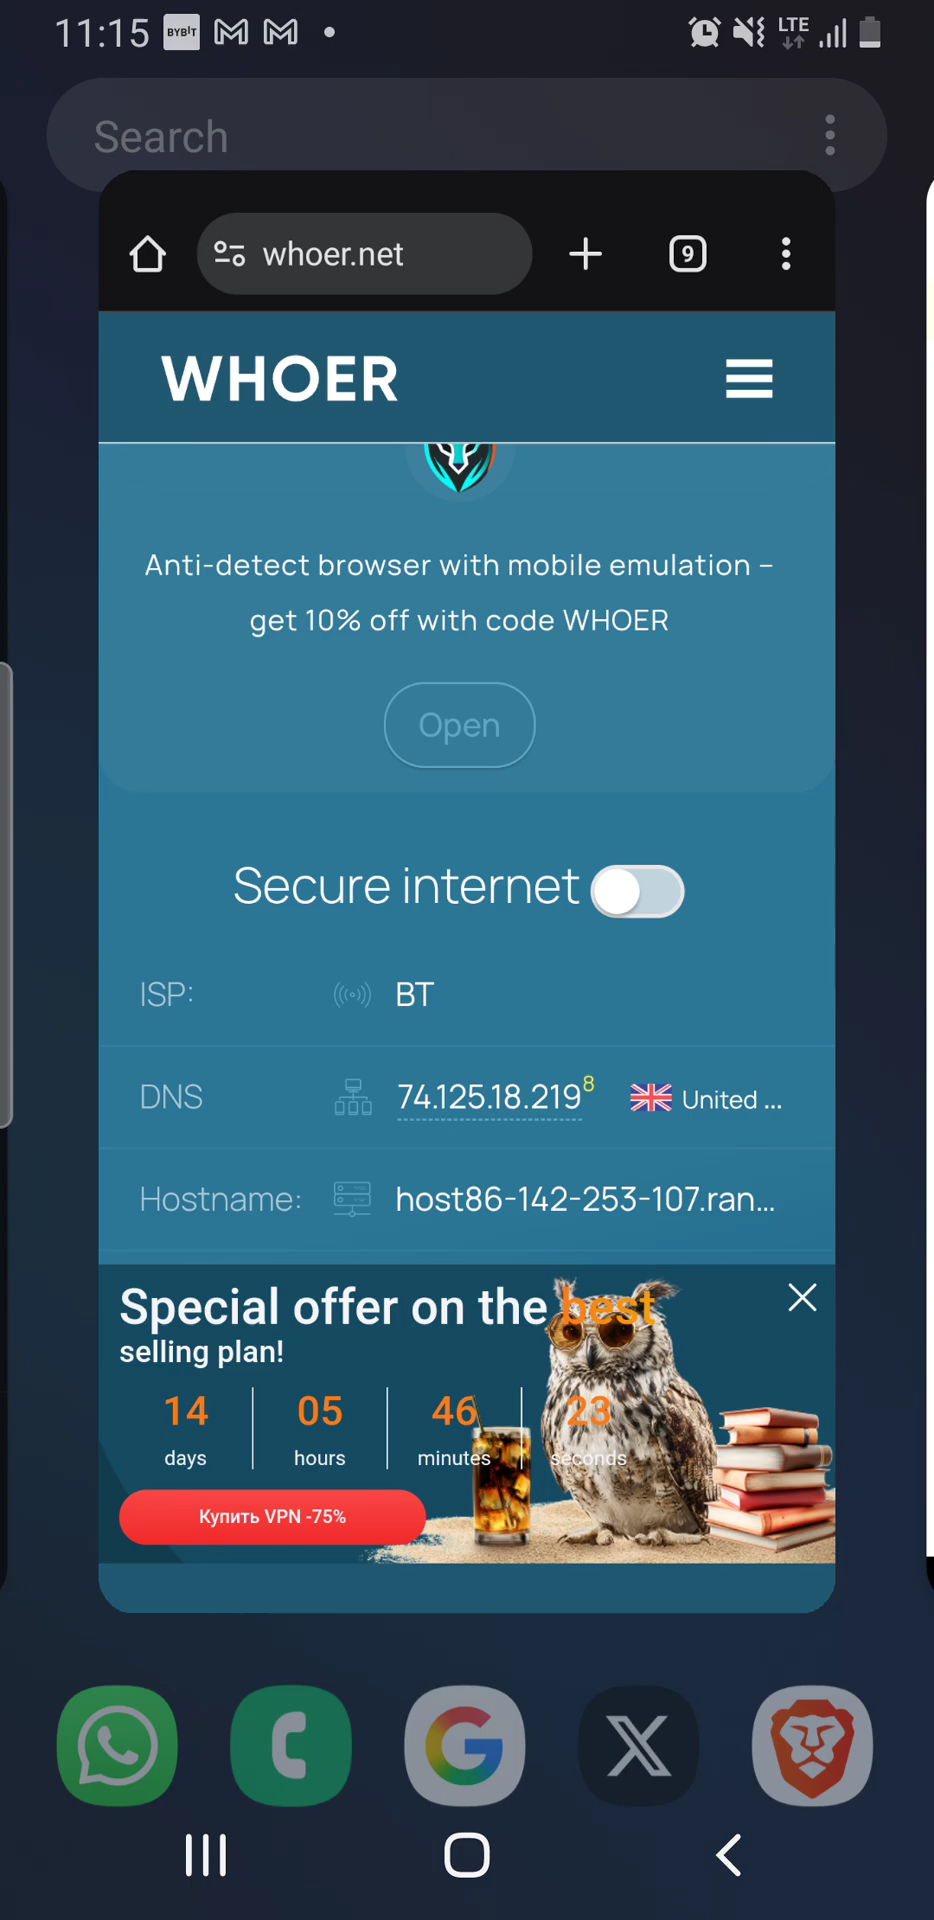 11:15 BYBIT LTE
Search
whoer.net 9
WHOER
Anti-detect browser with mobile emulation –
get 10% off with code WHOER
Open
Secure internet
ISP: BT
DNS 74.125.18.219 8 United ...
Hostname: host86-142-253-107.ran...
Special offer on the best
selling plan!
14 05 46 23
days hours minutes seconds
Купить VPN -75%